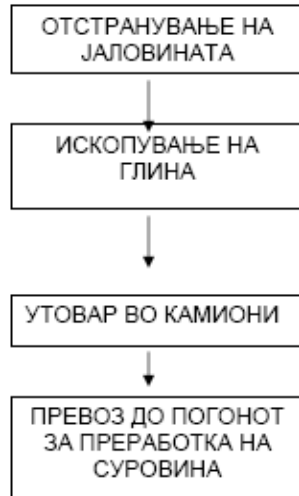 ОТСТРАНУВАЊЕ НА
ЈАЛОВИНАТА
ИСКОПУВАЊЕ НА
ГЛИНА
УТОВАР ВО КАМИОНИ
ПРЕВОЗ ДО ПОГОНОТ
ЗА ПРЕРАБОТКА НА
СУРОВИНА